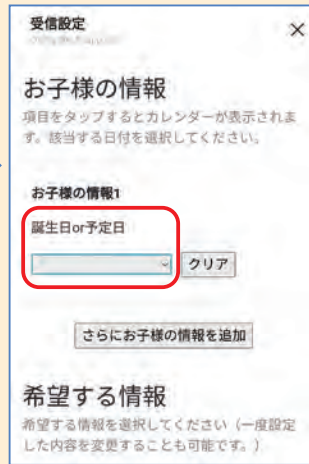 受信設定
お子様の情報
項目をタップするとカレンダーが表示されま
す。該当する日付を選択してください。
お子様の情報1
誕生日or予定日
クリア
さらにお子様の情報を追加
希望する情報
希望する情報を選択してください（一度設定
した内容を変更することも可能です。）